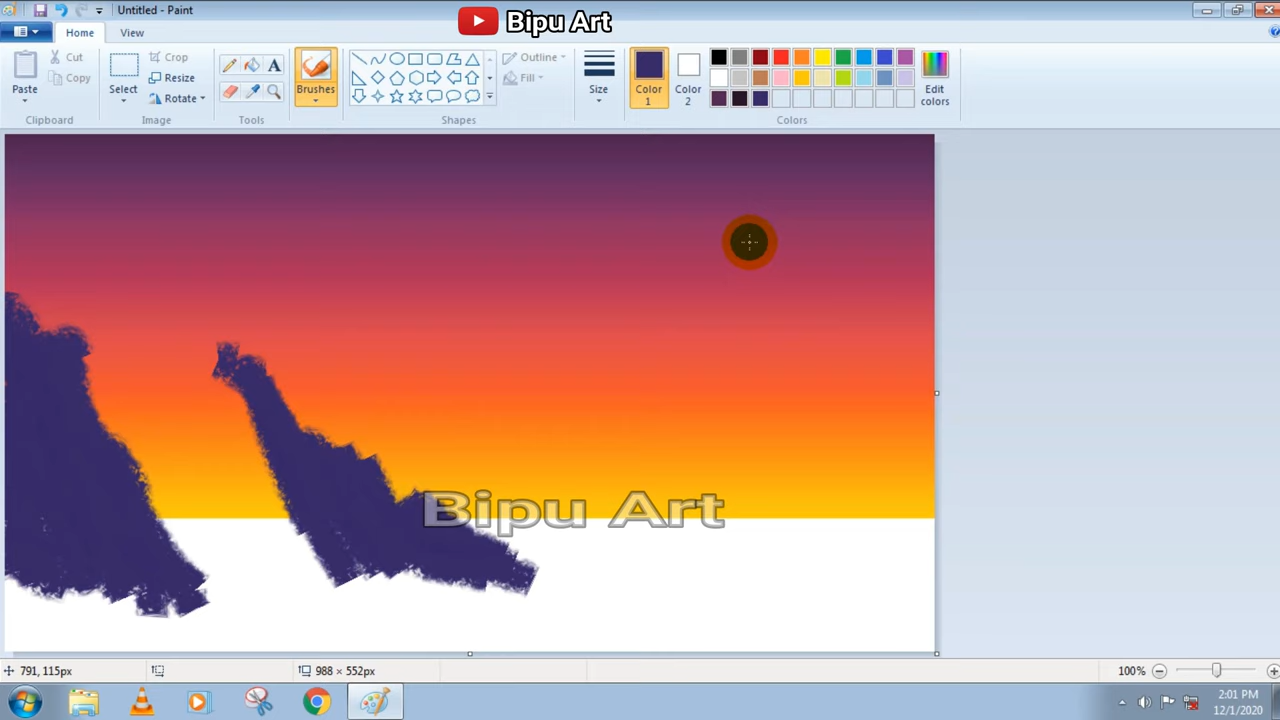 Untitled - Paint
Bipu Art
Home
View
Paste
Cut
Copy
Clipboard
Select
Crop
Resize
Rotate
Image
A
Tools
Brushes
Outline
Fill
Shapes
Size
Color
1
Color
2
Colors
Edit
colors
Bipu Art
791, 115px
988 × 552px
100%
2:01 PM
12/1/2020